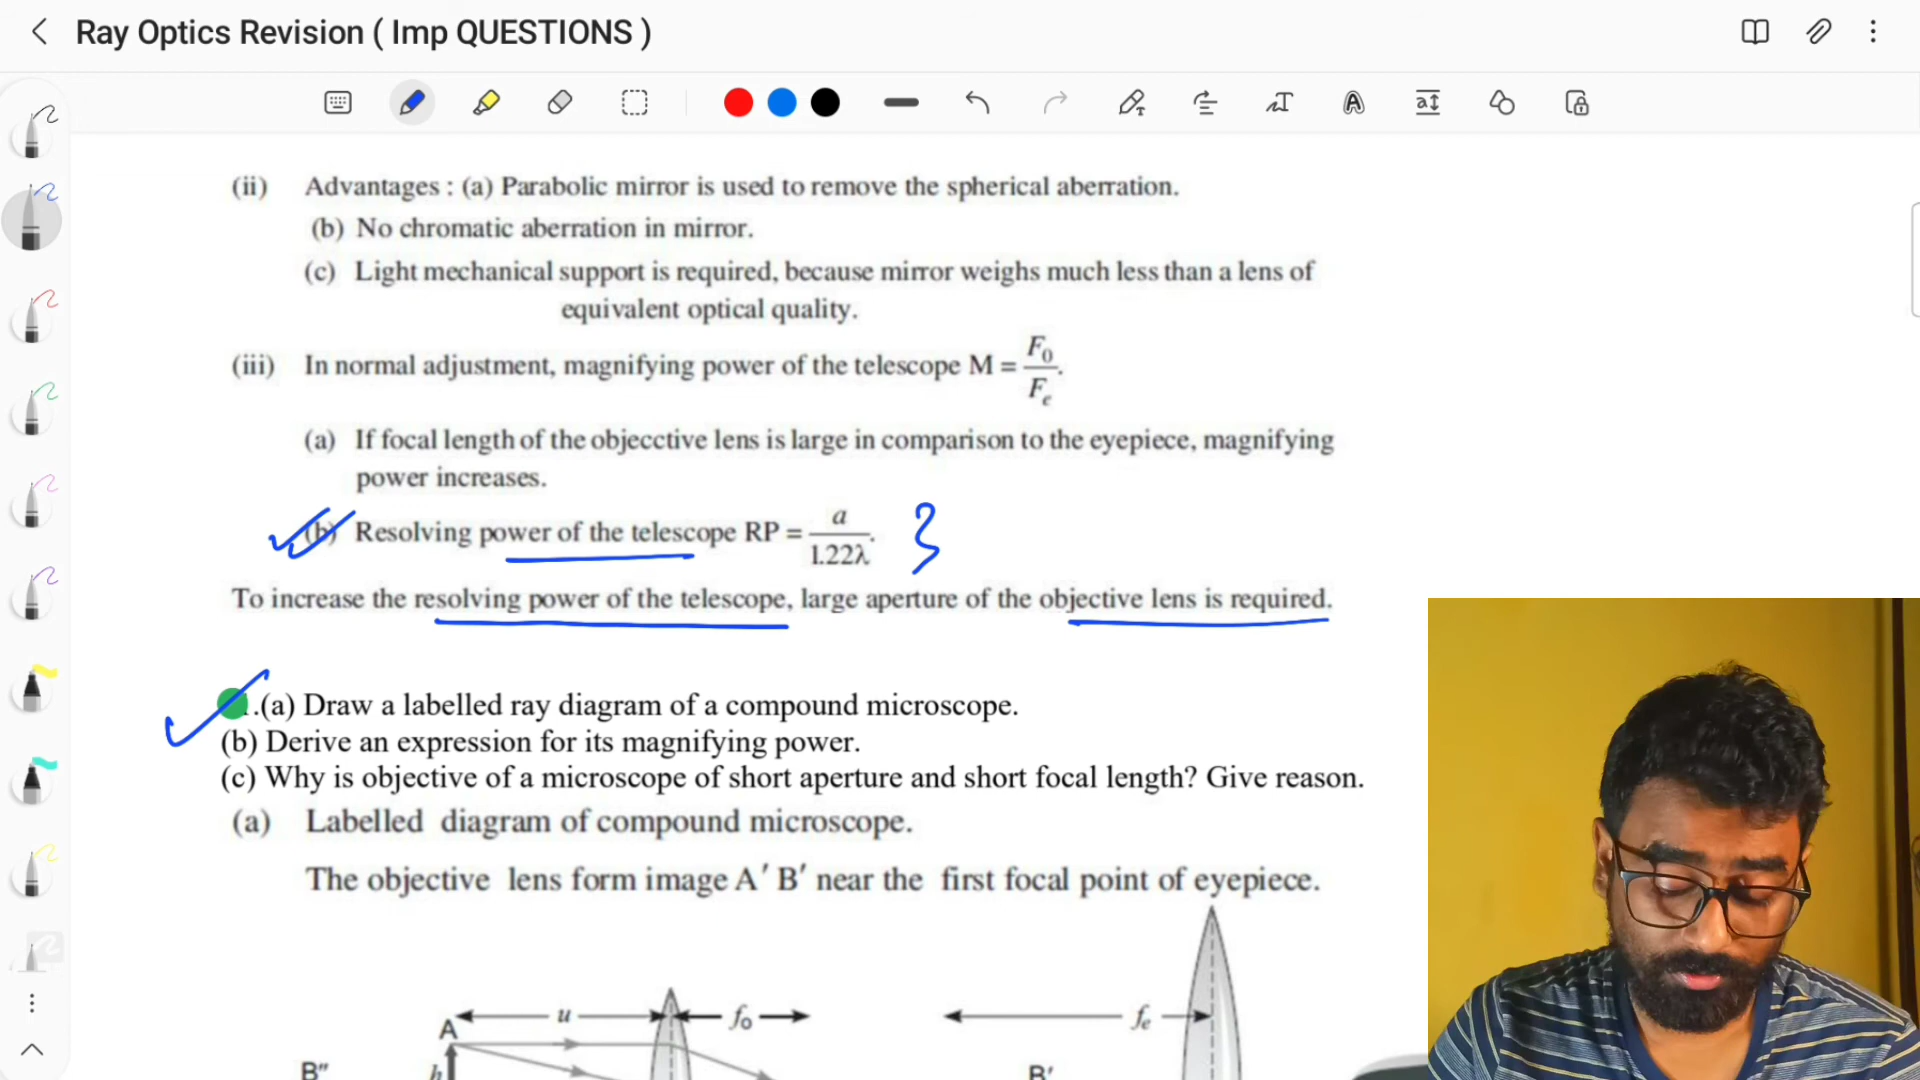 Ray Optics Revision ( Imp QUESTIONS )
(ii) Advantages : (a) Parabolic mirror is used to remove the spherical aberration.
(b) No chromatic aberration in mirror.
(c) Light mechanical support is required, because mirror weighs much less than a lens of
equivalent optical quality.
(iii) In normal adjustment, magnifying power of the telescope M = F₀/Fₑ.
(a) If focal length of the objecctive lens is large in comparison to the eyepiece, magnifying
power increases.
(b) Resolving power of the telescope RP = a/1.22λ.
To increase the resolving power of the telescope, large aperture of the objective lens is required.
.(a) Draw a labelled ray diagram of a compound microscope.
(b) Derive an expression for its magnifying power.
(c) Why is objective of a microscope of short aperture and short focal length? Give reason.
(a) Labelled diagram of compound microscope.
The objective lens form image A′ B′ near the first focal point of eyepiece.
A u fo fe
B″ h B′